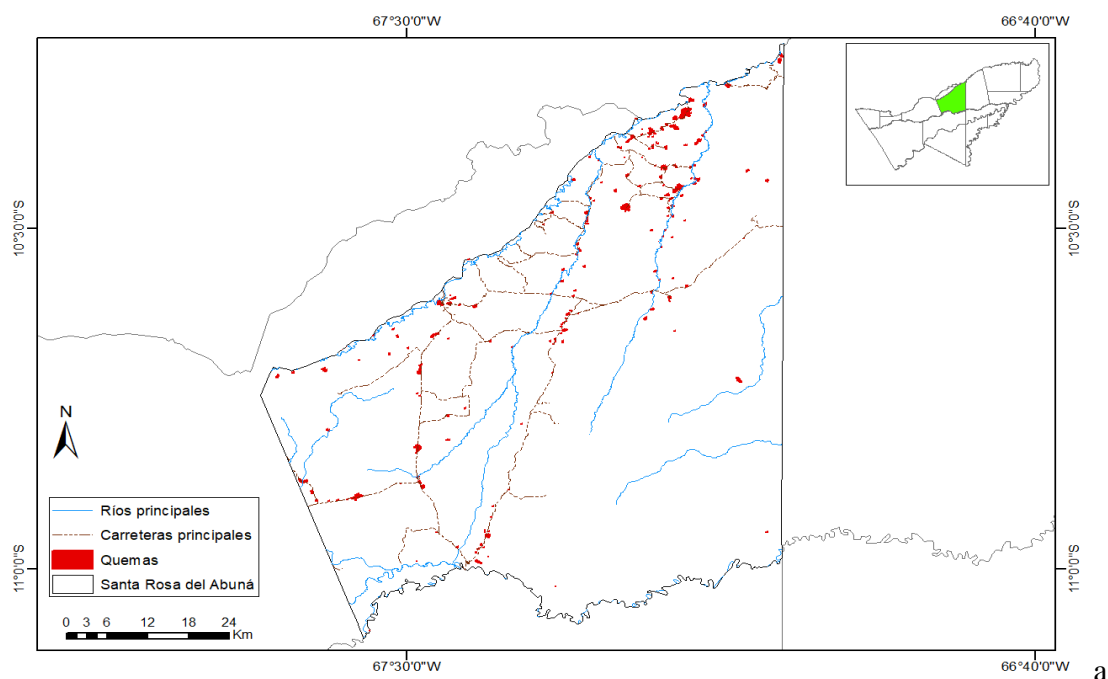 67°30'0"W 66°40'0"W
10°30'0"S 10°30'0"S
N
Ríos principales
Carreteras principales
Quemas
Santa Rosa del Abuná
11°0'0"S 11°0'0"S
0 3 6 12 18 24
Km
67°30'0"W 66°40'0"W
a